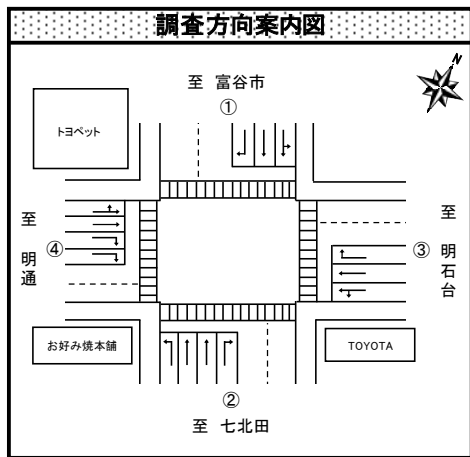 調査方向案内図
至 富谷市
①
N
トヨペット
至 明通
④
③
至 明石台
お好み焼本舗
TOYOTA
②
至 七北田